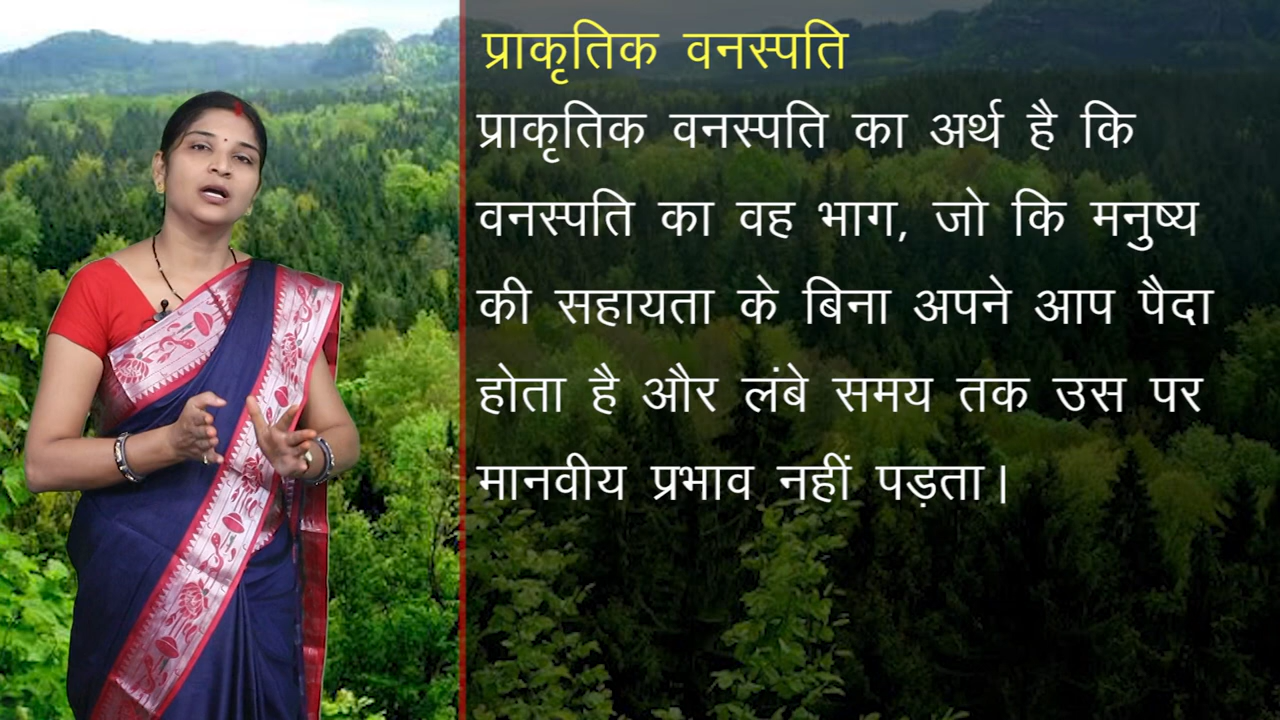 प्राकृतिक वनस्पति
प्राकृतिक वनस्पति का अर्थ है कि
वनस्पति का वह भाग, जो कि मनुष्य
की सहायता के बिना अपने आप पैदा
होता है और लंबे समय तक उस पर
मानवीय प्रभाव नहीं पड़ता।